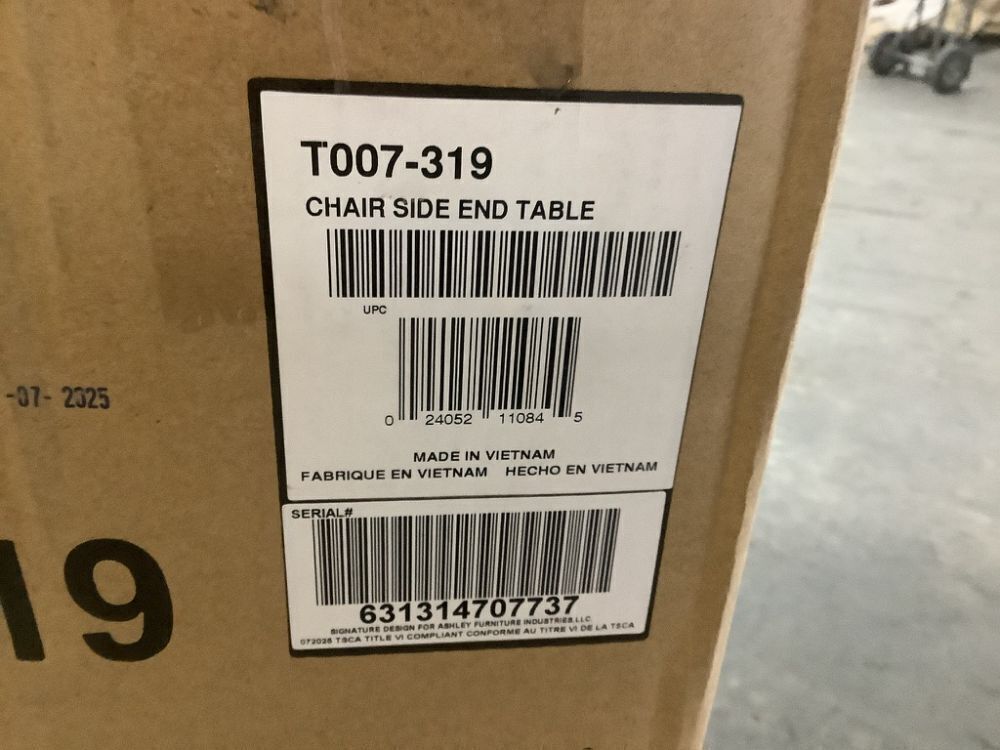 T007-319
CHAIR SIDE END TABLE
UPC
0 24052 11084 5
MADE IN VIETNAM
FABRIQUE EN VIETNAM HECHO EN VIETNAM
-07- 2025
SERIAL#
631314707737
SIGNATURE DESIGN FOR ASHLEY FURNITURE INDUSTRIES,LLC
072025 TSCA TITLE VI COMPLIANT CONFORME AU TITRE VI DE LA TSCA
19